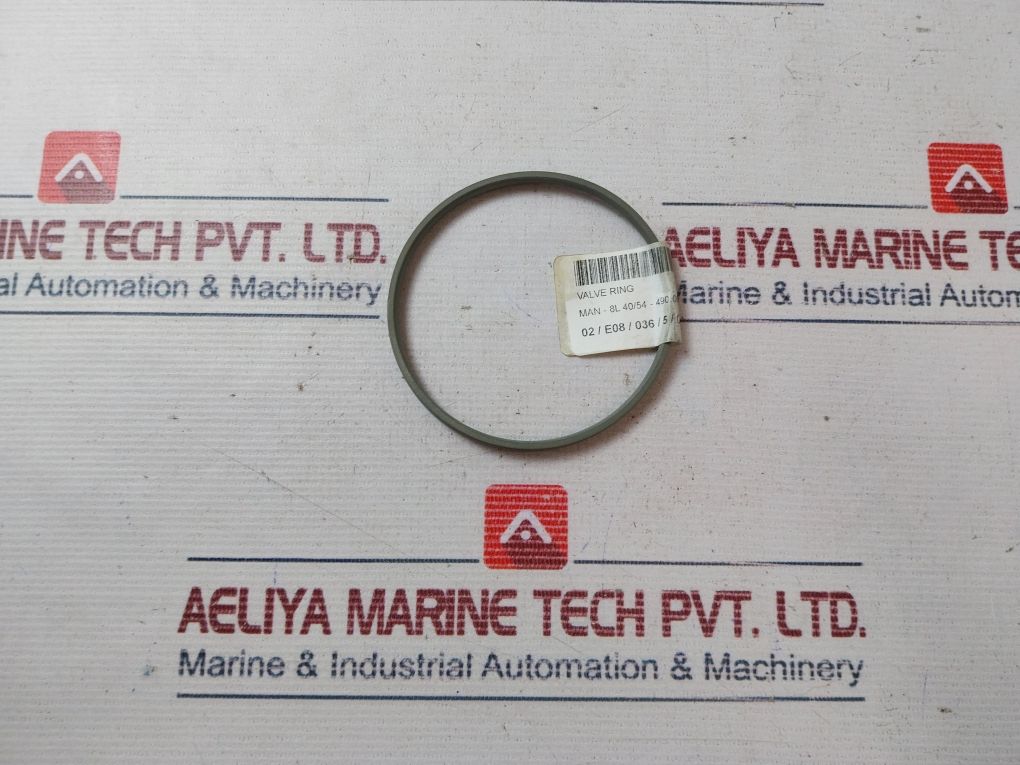 INE TECH PVT. LTD.
al Automation & Machinery
AELIYA MARINE TE
Marine & Industrial Autom
VALVE RING
MAN - 8L 40/54 - 490.
02 / E08 / 036 / 5 /
AELIYA MARINE TECH PVT. LTD.
Marine & Industrial Automation & Machinery